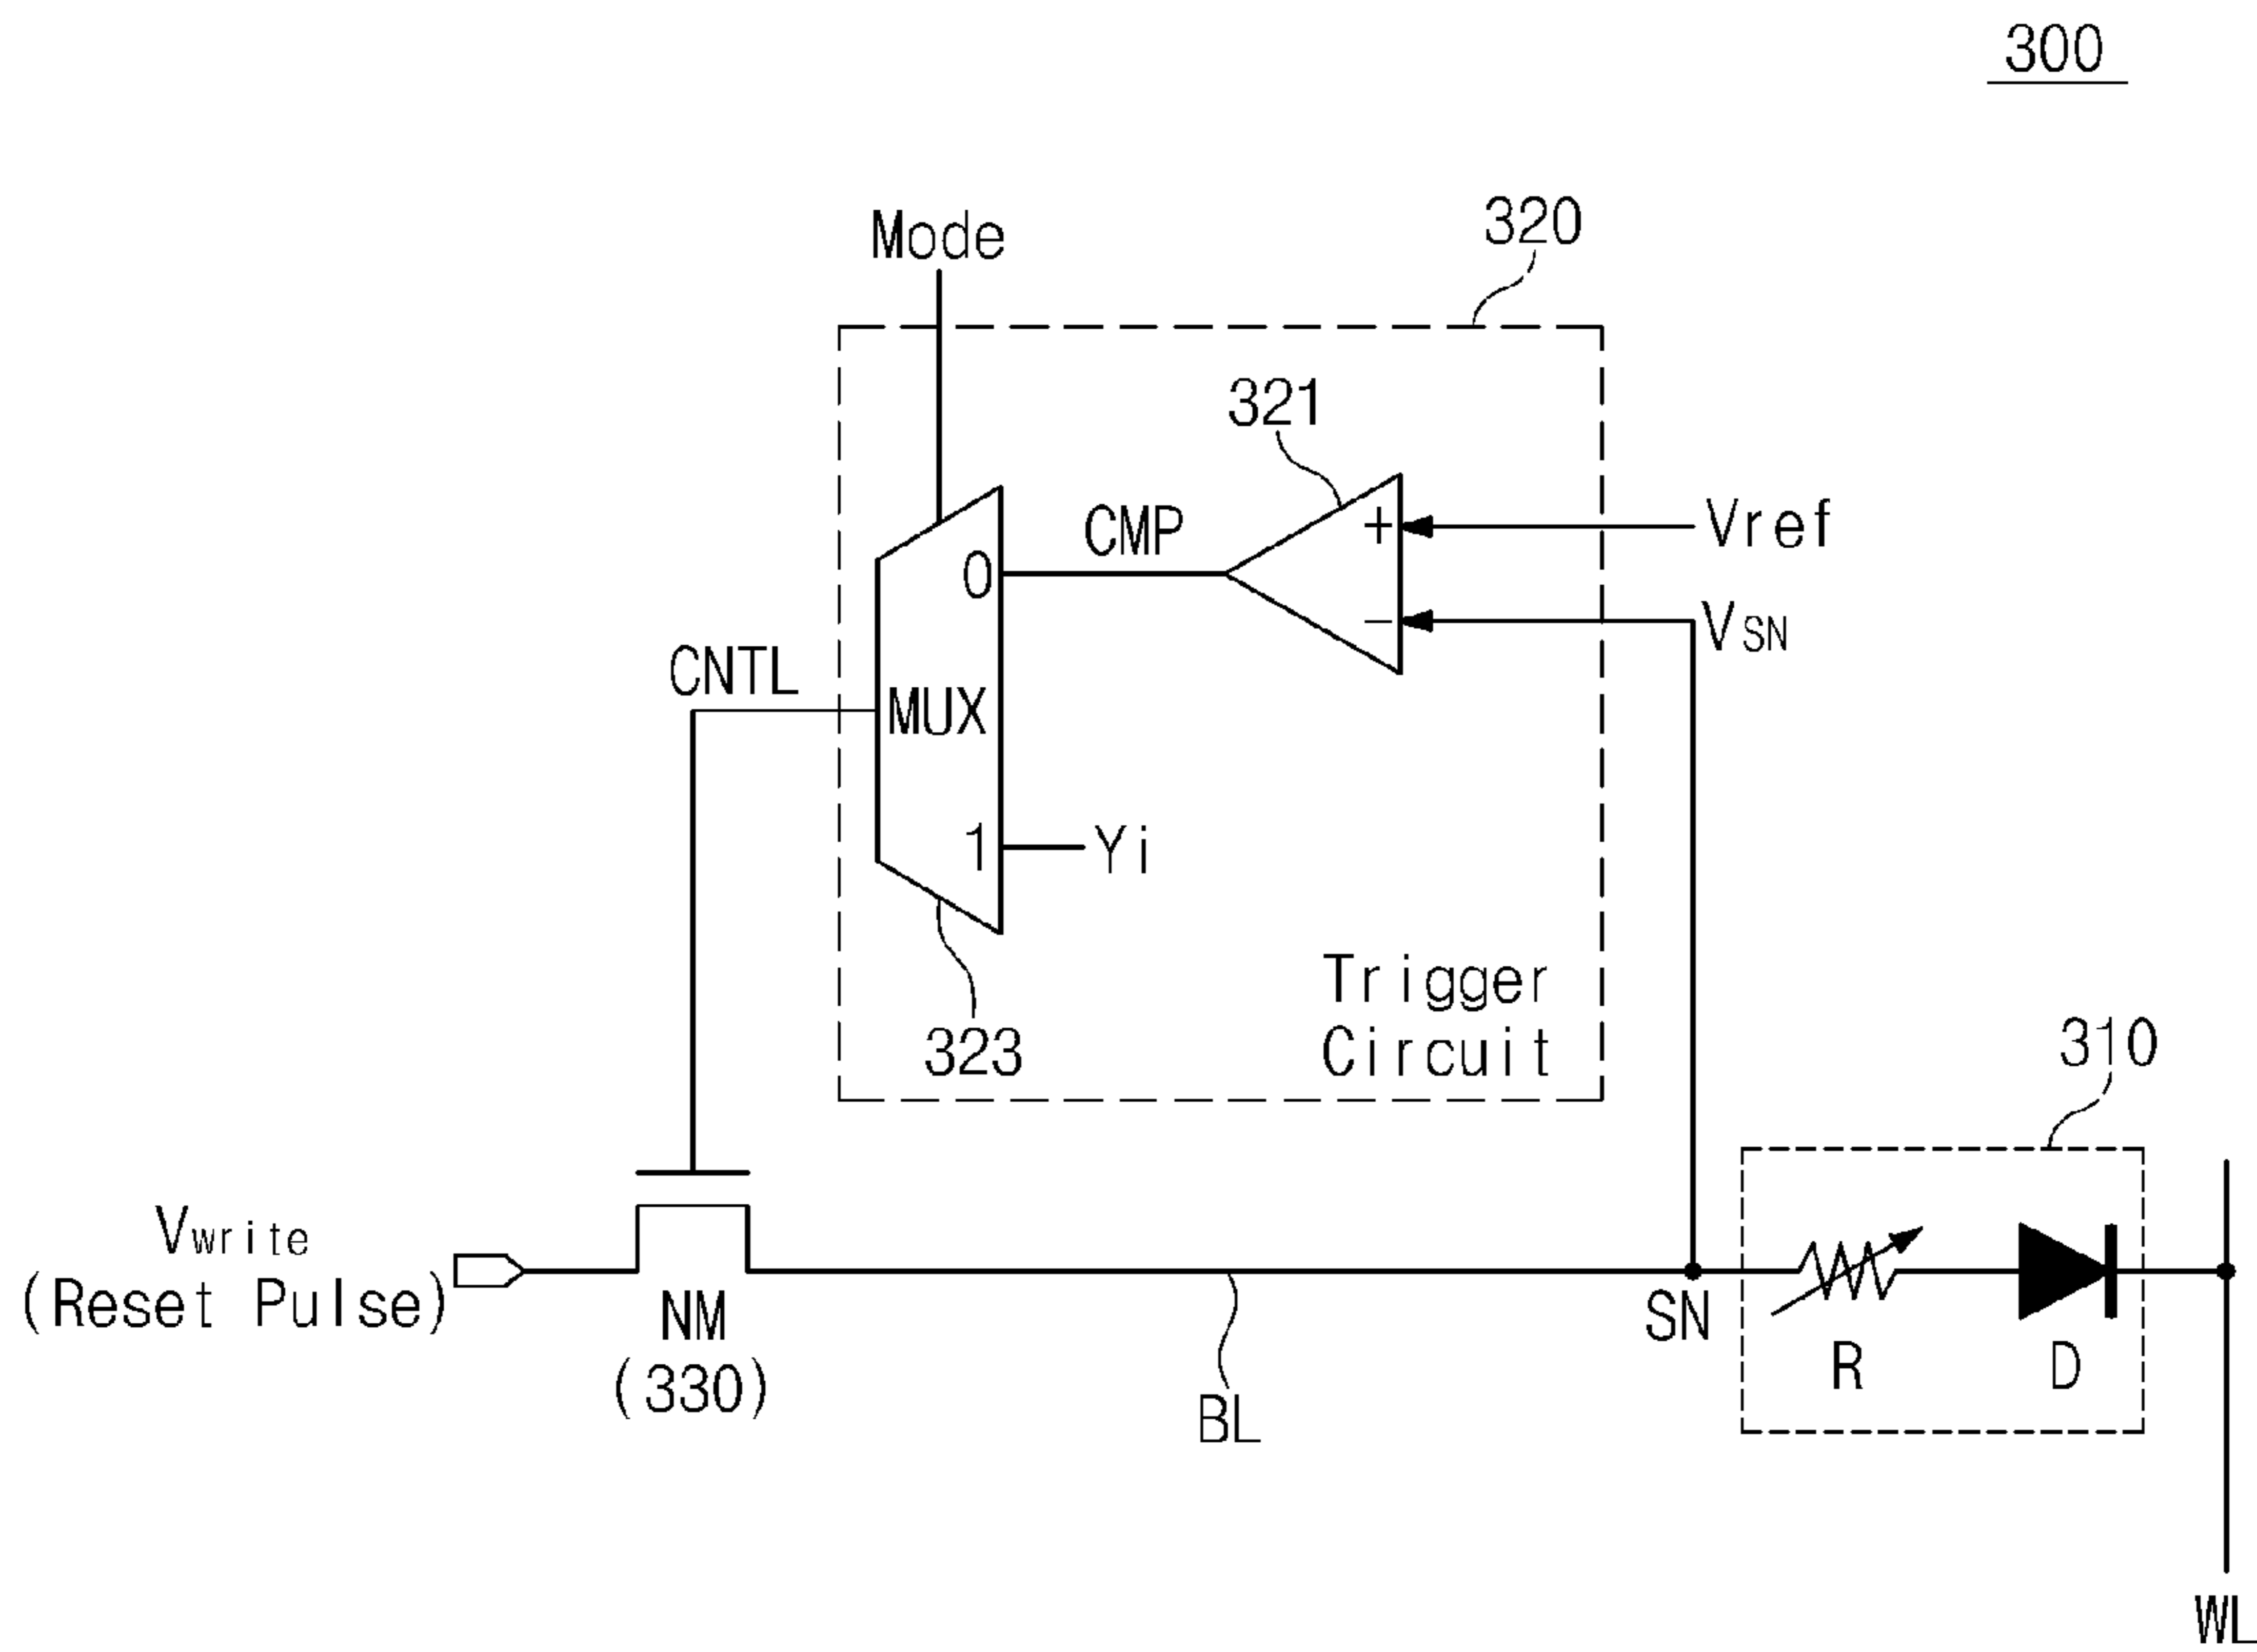 300
320
Mode
321
CMP
+
Vref
0
−
VSN
CNTL
MUX
1
Yi
Trigger
Circuit
323
310
Vwrite
(Reset Pulse)
NM
(330)
SN
R
D
BL
WL